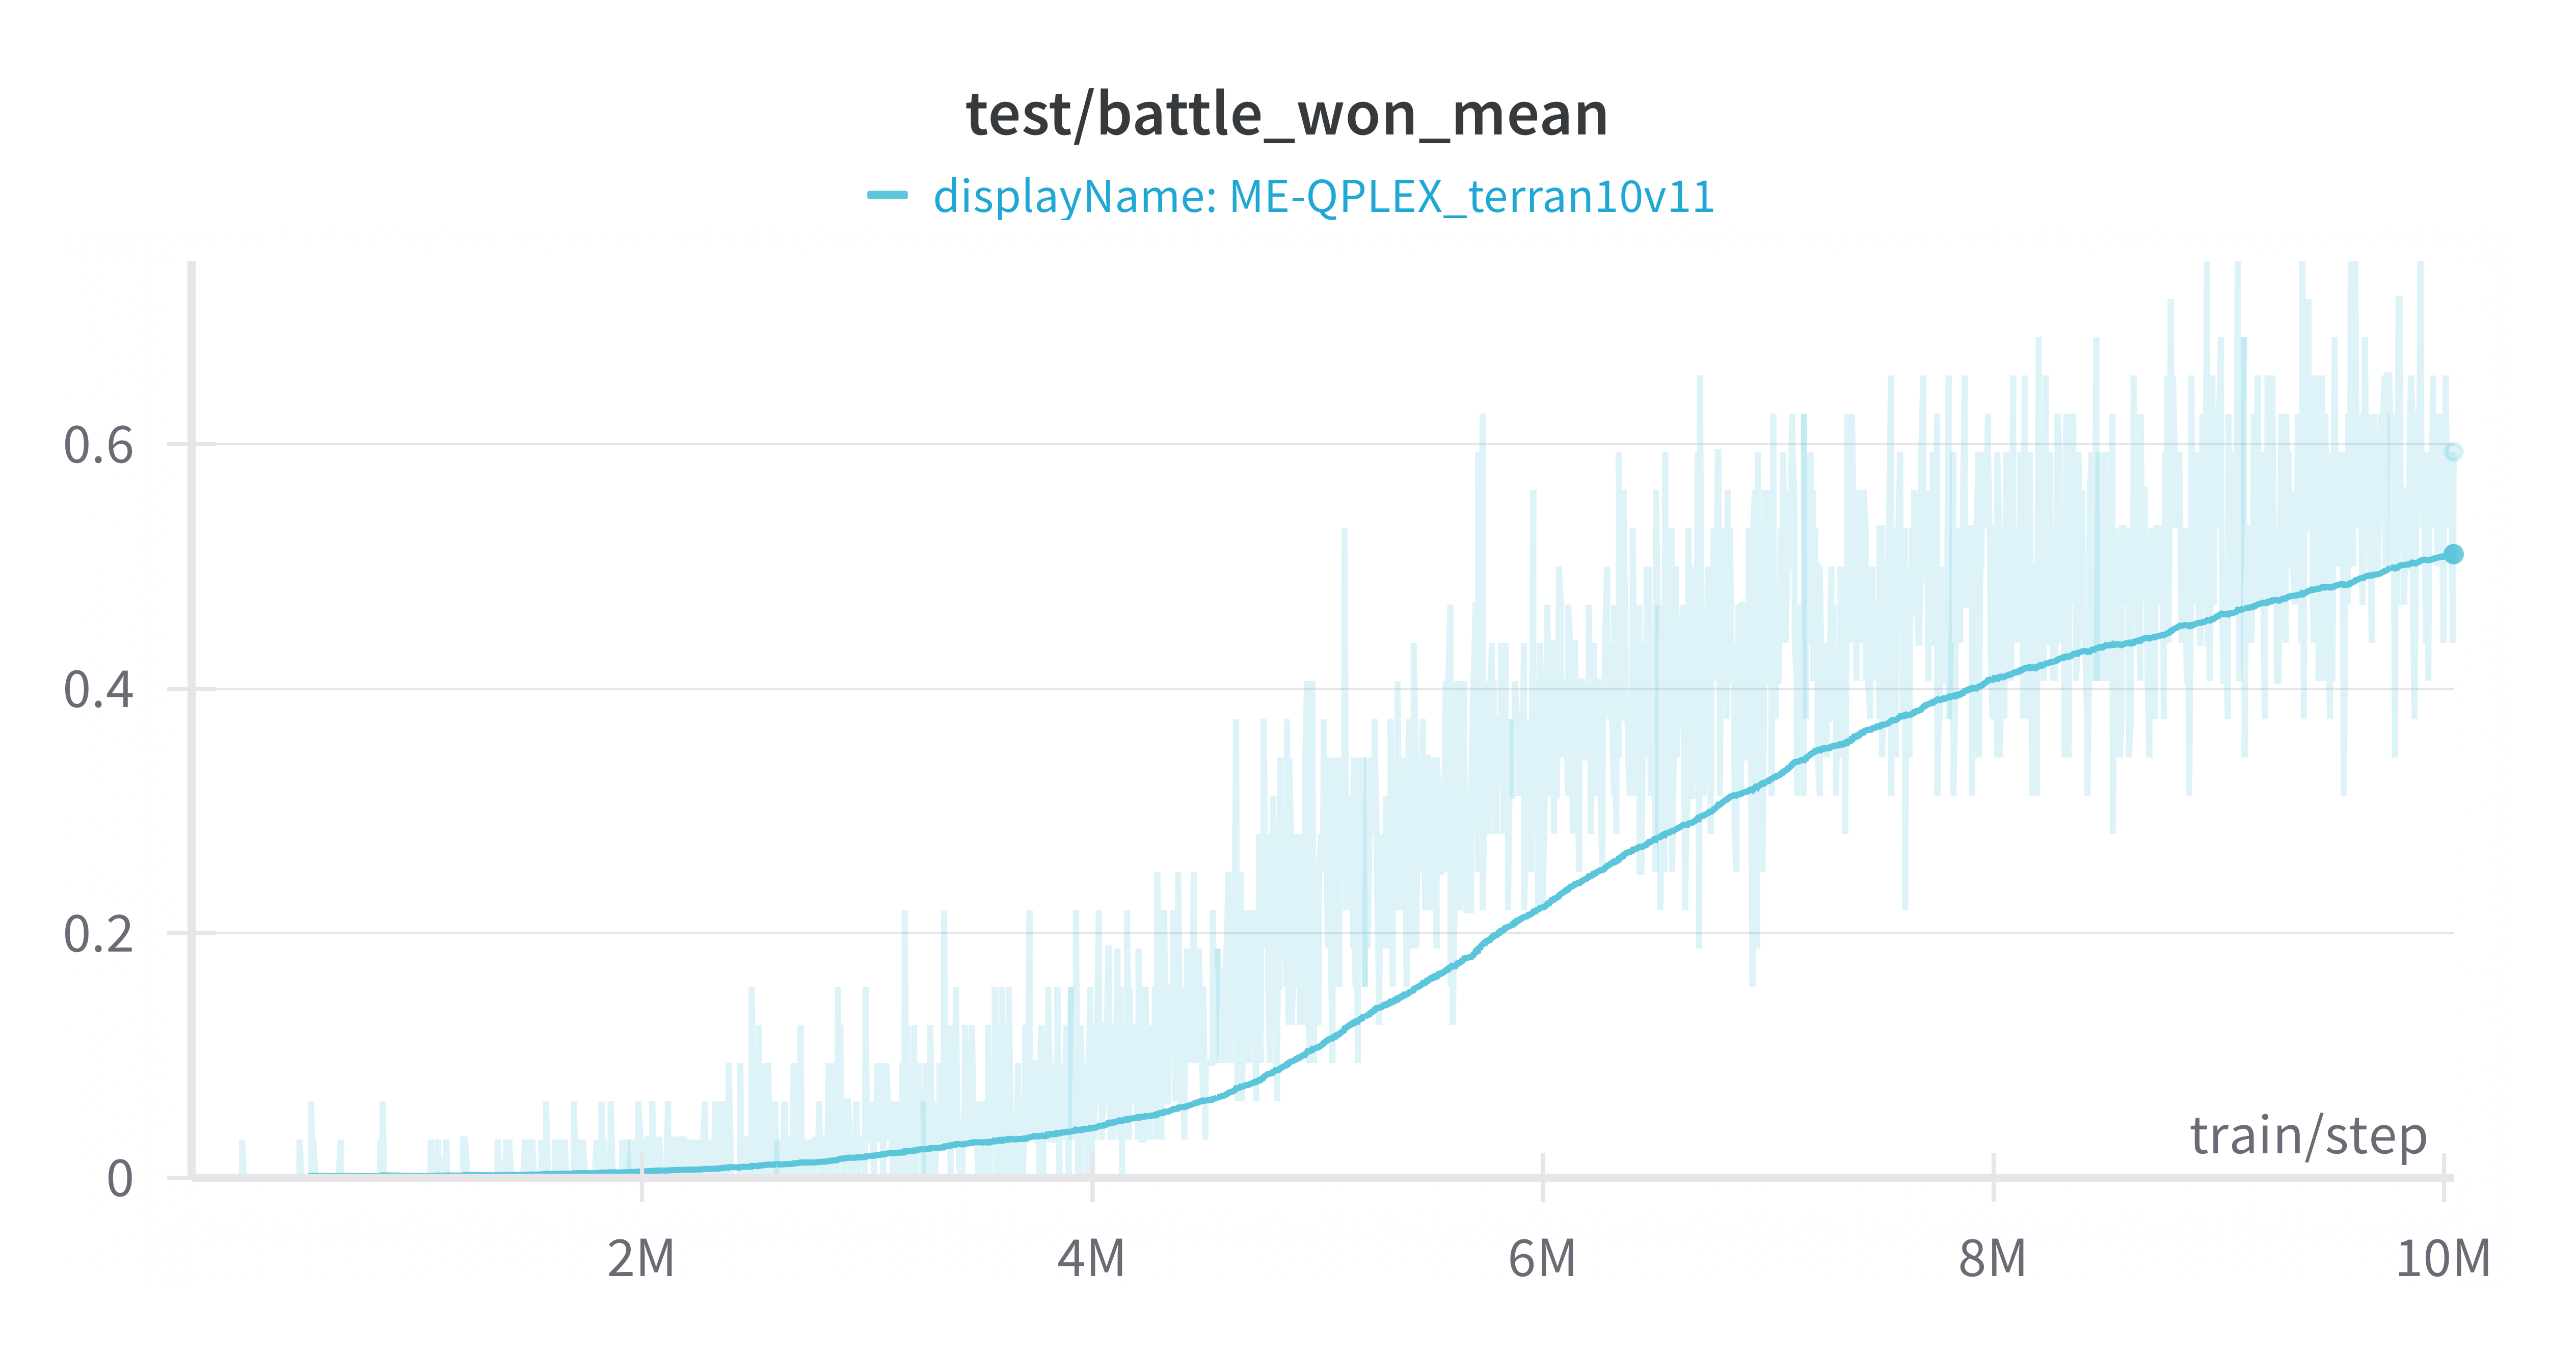 test/battle_won_mean
displayName: ME-QPLEX_terran10v11
0.6
0.4
0.2
0
train/step
2M 4M 6M 8M 10M